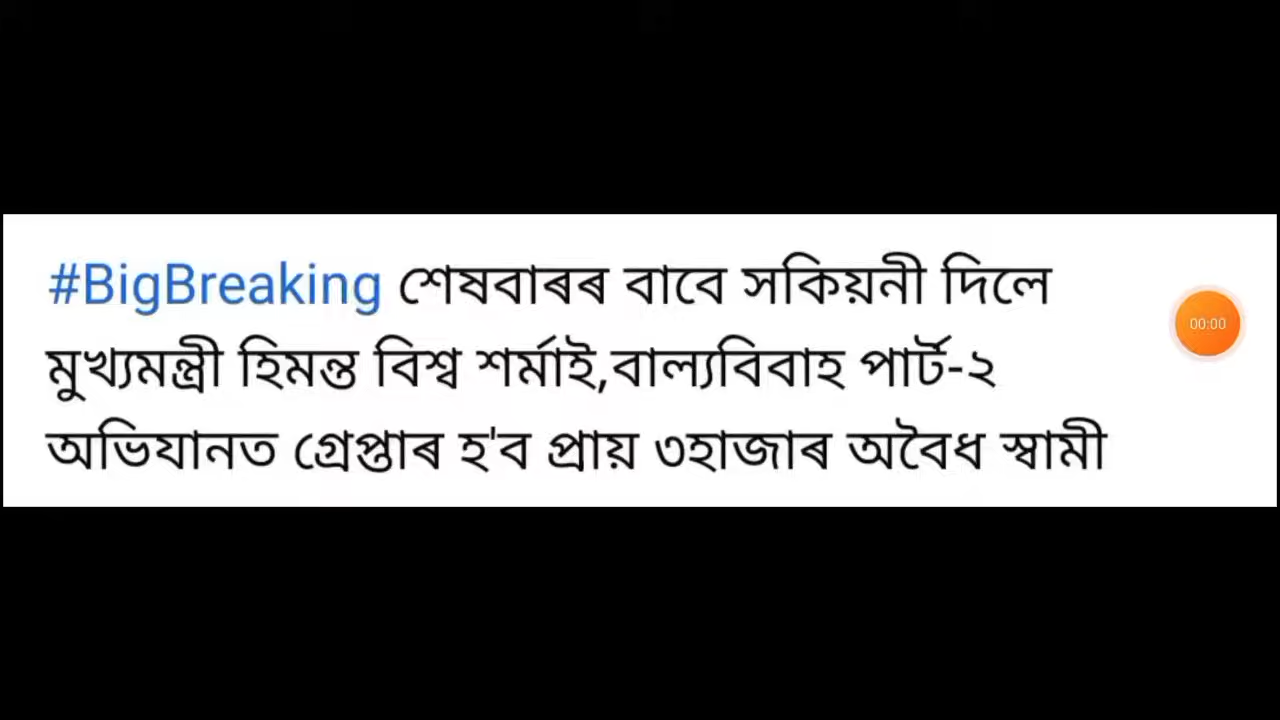 #BigBreaking শেষবাৰৰ বাবে সকিয়নী দিলে
মুখ্যমন্ত্ৰী হিমন্ত বিশ্ব শৰ্মাই,বাল্যবিবাহ পাৰ্ট-২
অভিযানত গ্ৰেপ্তাৰ হ'ব প্ৰায় ৩হাজাৰ অবৈধ স্বামী
00:00